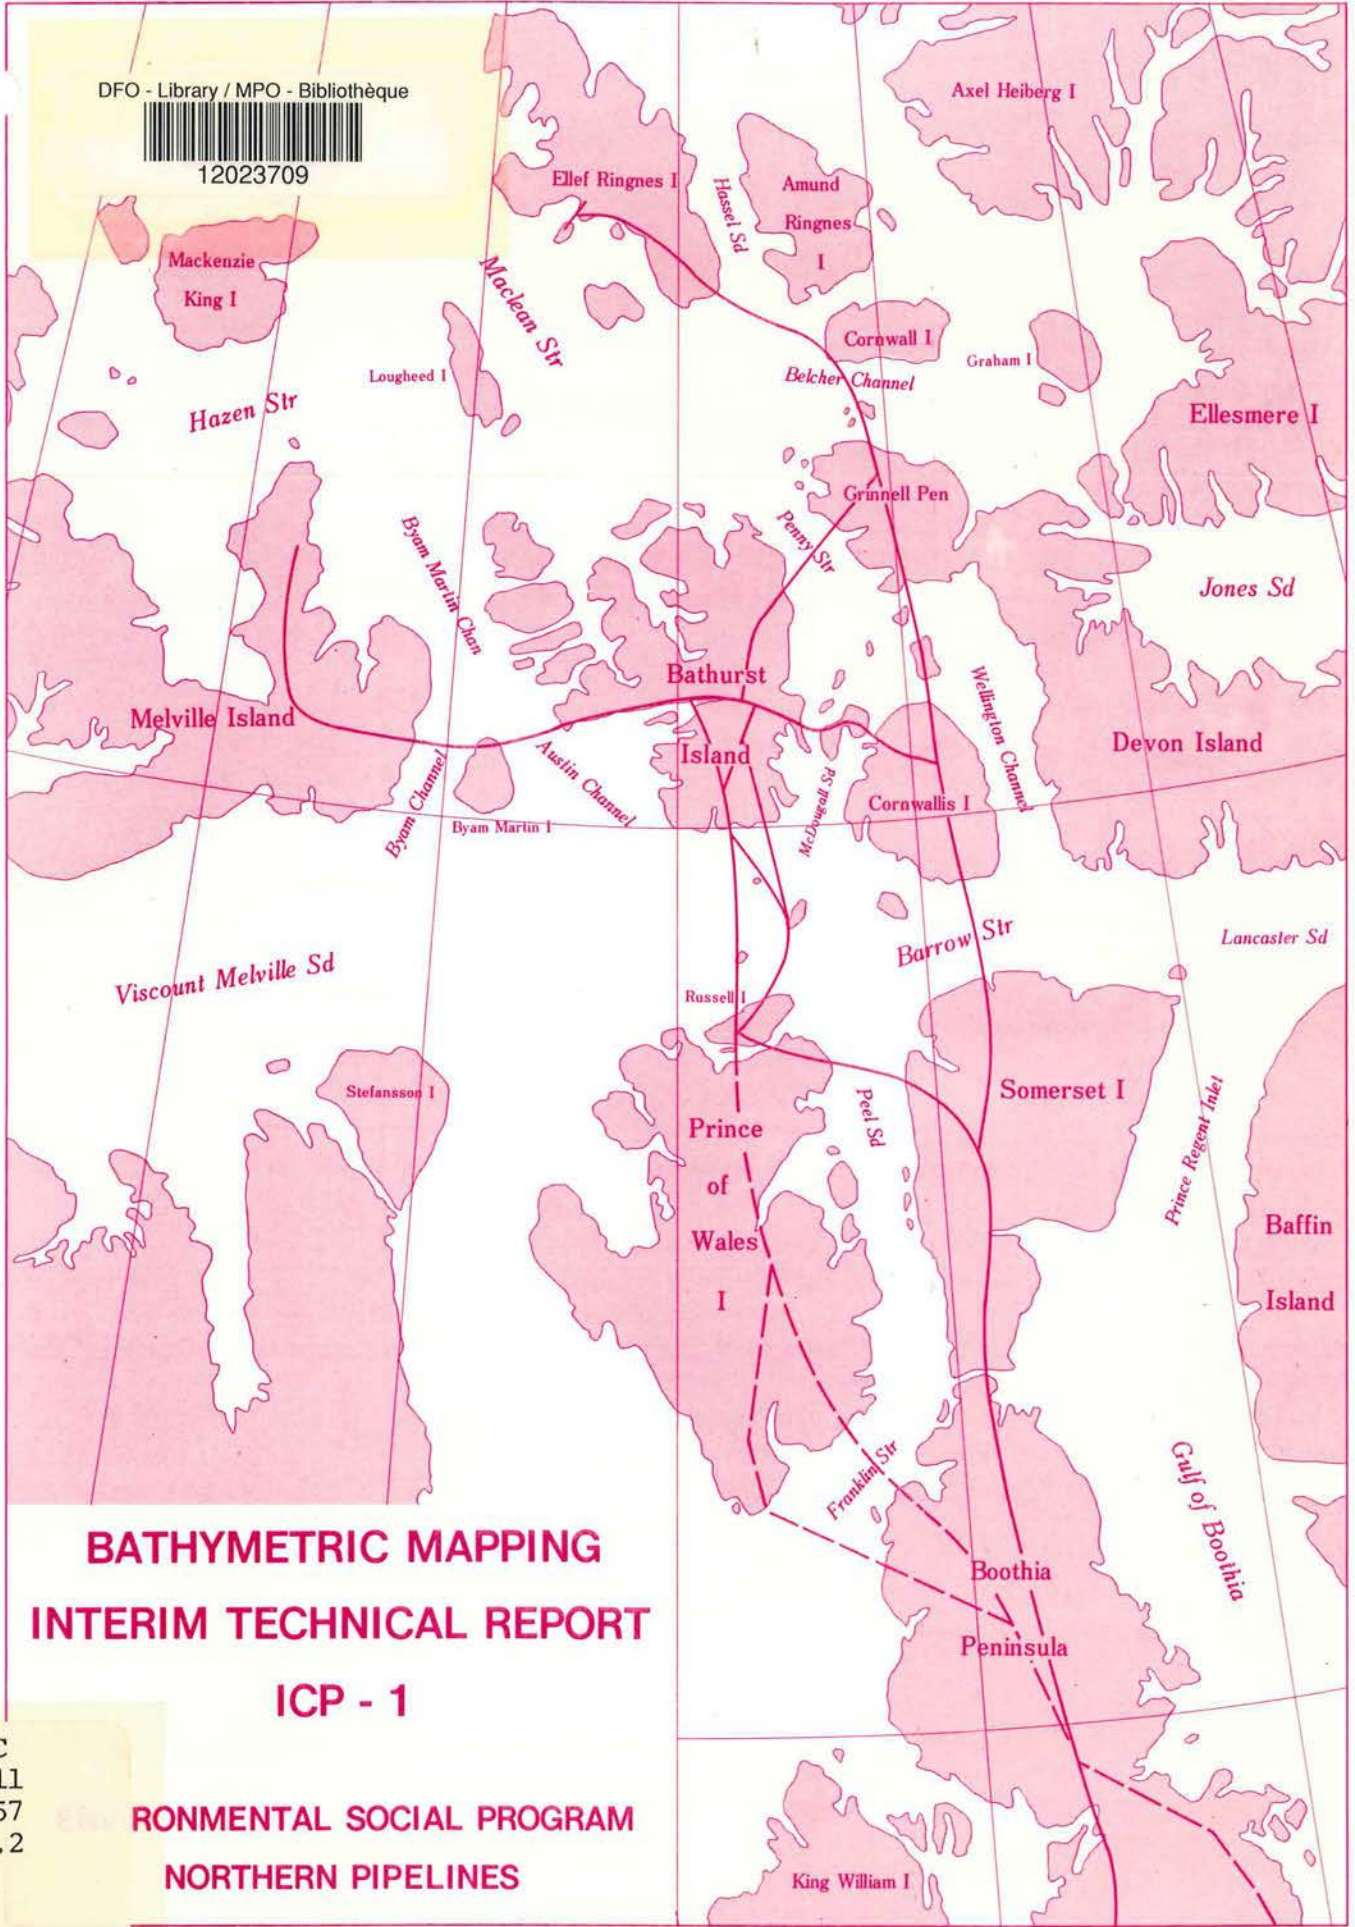 DFO - Library / MPO - Bibliothèque
12023709
Axel Heiberg I
Ellef Ringnes I
Hassel Sd
Amund
Ringnes
I
Mackenzie
King I
Maclean Str
Cornwall I
Graham I
Lougheed I
Belcher Channel
Hazen Str
Ellesmere I
Grinnell Pen
Byam Martin Chan
Penny Str
Jones Sd
Bathurst
Island
Wellington Channel
Melville Island
Devon Island
Byam Channel
Austin Channel
McDougall Sd
Cornwallis I
Byam Martin I
Barrow Str
Lancaster Sd
Viscount Melville Sd
Russell I
Stefansson I
Somerset I
Peel Sd
Prince Regent Inlet
Prince
of
Wales
I
Baffin
Island
Franklin Str
Gulf of Boothia
BATHYMETRIC MAPPING
INTERIM TECHNICAL REPORT
ICP - 1
Boothia
Peninsula
C
11
57
.2
RONMENTAL SOCIAL PROGRAM
NORTHERN PIPELINES
King William I